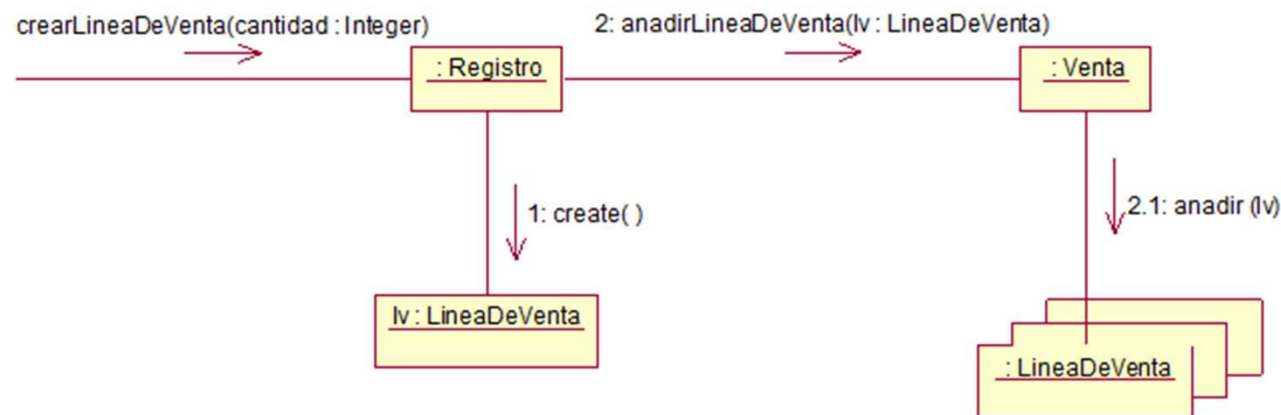 crearLineaDeVenta(cantidad : Integer)
2: anadirLineaDeVenta(lv : LineaDeVenta)
: Registro
: Venta
1: create( )
2.1: anadir (lv)
lv : LineaDeVenta
: LineaDeVenta